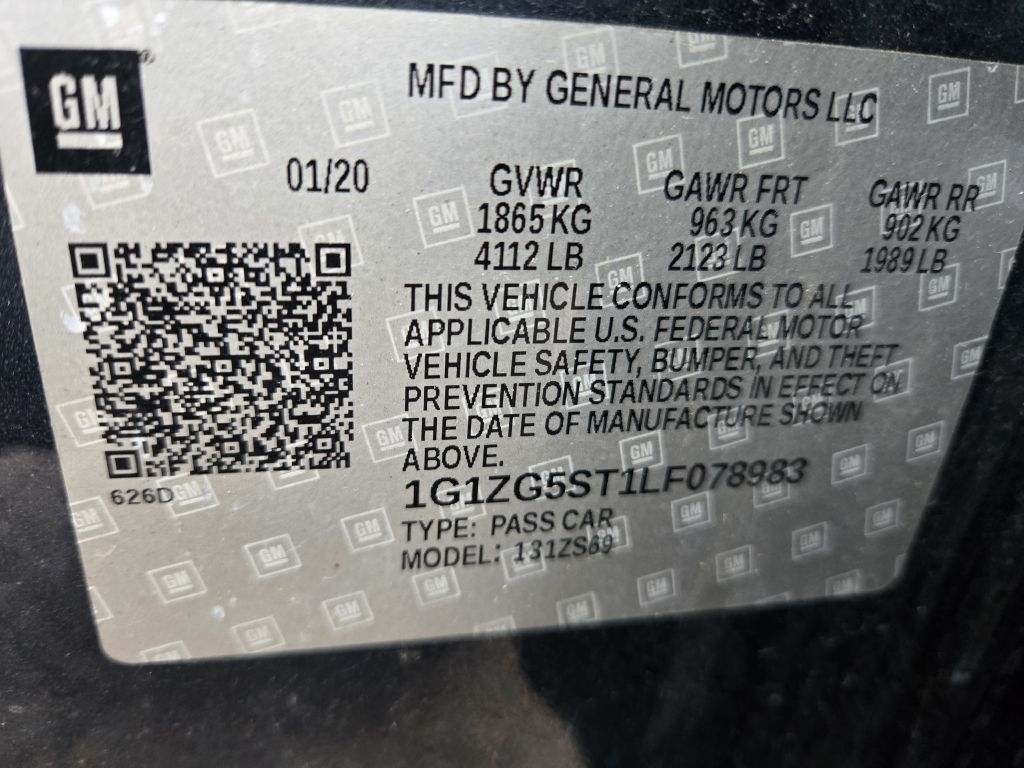 GM
MFD BY GENERAL MOTORS LLC
01/20
GVWR GAWR FRT GAWR RR
1865 KG 963 KG 902 KG
4112 LB 2123 LB 1989 LB
THIS VEHICLE CONFORMS TO ALL
APPLICABLE U.S. FEDERAL MOTOR
VEHICLE SAFETY, BUMPER, AND THEFT
PREVENTION STANDARDS IN EFFECT ON
THE DATE OF MANUFACTURE SHOWN
ABOVE.
626D
1G1ZG5ST1LF078983
TYPE: PASS CAR
MODEL: 131ZS69